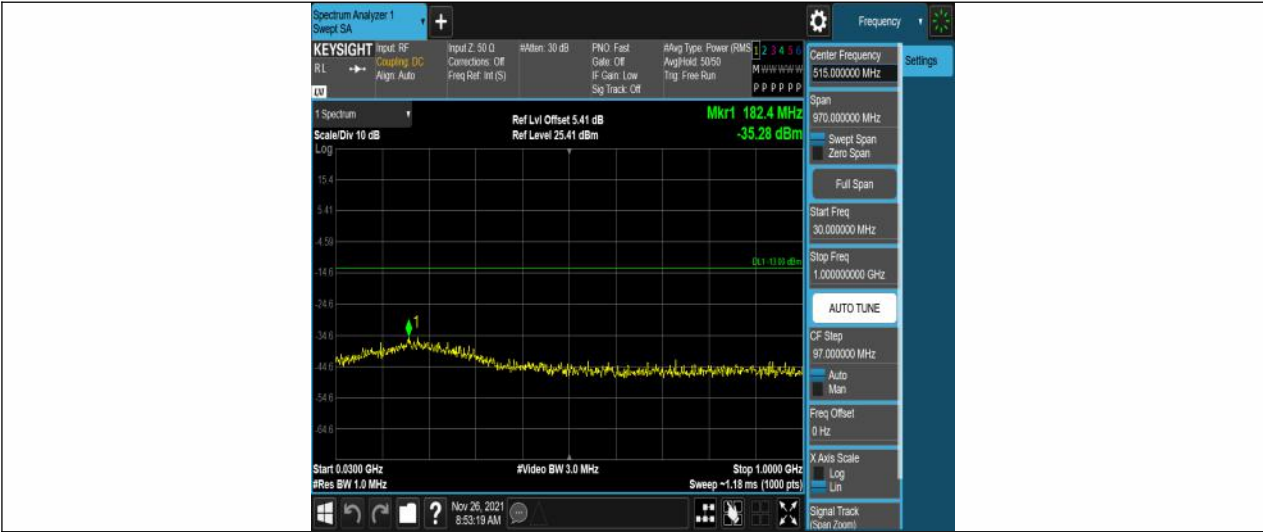 Spectrum Analyzer 1
Swept SA
Frequency
KEYSIGHT
RL
Input: RF
Coupling: DC
Align: Auto
Input Z: 50 Ω
Corrections: Off
Freq Ref: Int (S)
#Atten: 30 dB
PNO: Fast
Gate: Off
IF Gain: Low
Sig Track: Off
#Avg Type: Power (RMS
Avg|Hold: 50/50
Trig: Free Run
1 2 3 4 5 6
M W W W W W
P P P P P P
1 Spectrum
Scale/Div 10 dB
Log
Ref Lvl Offset 5.41 dB
Ref Level 25.41 dBm
Mkr1 182.4 MHz
-35.28 dBm
15.4
5.41
-4.59
-14.6
-24.6
-34.6
-44.6
-54.6
-64.6
DL1 -13.00 dBm
1
Start 0.0300 GHz
#Res BW 1.0 MHz
#Video BW 3.0 MHz
Stop 1.0000 GHz
Sweep ~1.18 ms (1000 pts)
Nov 26, 2021
8:53:19 AM
Center Frequency
515.000000 MHz
Settings
Span
970.000000 MHz
Swept Span
Zero Span
Full Span
Start Freq
30.000000 MHz
Stop Freq
1.000000000 GHz
AUTO TUNE
CF Step
97.000000 MHz
Auto
Man
Freq Offset
0 Hz
X Axis Scale
Log
Lin
Signal Track
(Span Zoom)